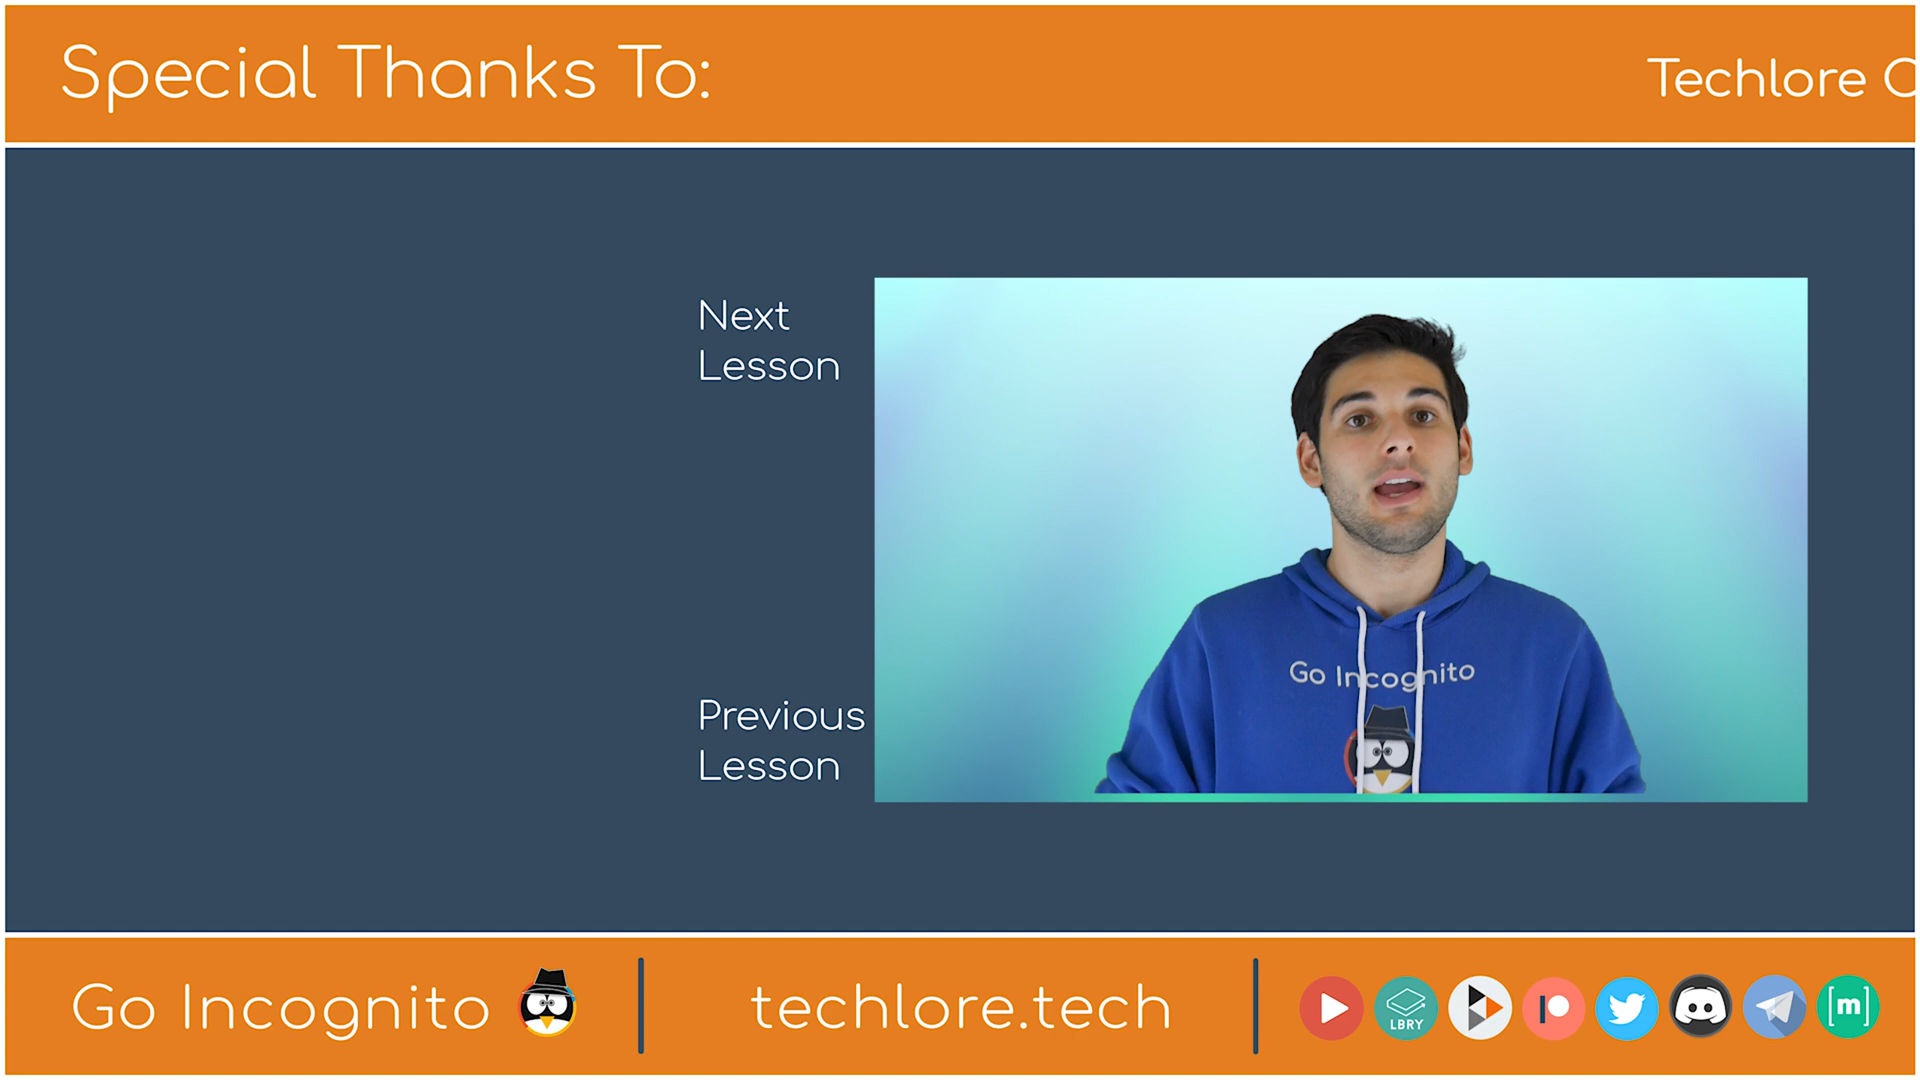 Special Thanks To:
Techlore
Next
Lesson
Go Incognito
Previous
Lesson
Go Incognito
techlore.tech
LBRY
[m]